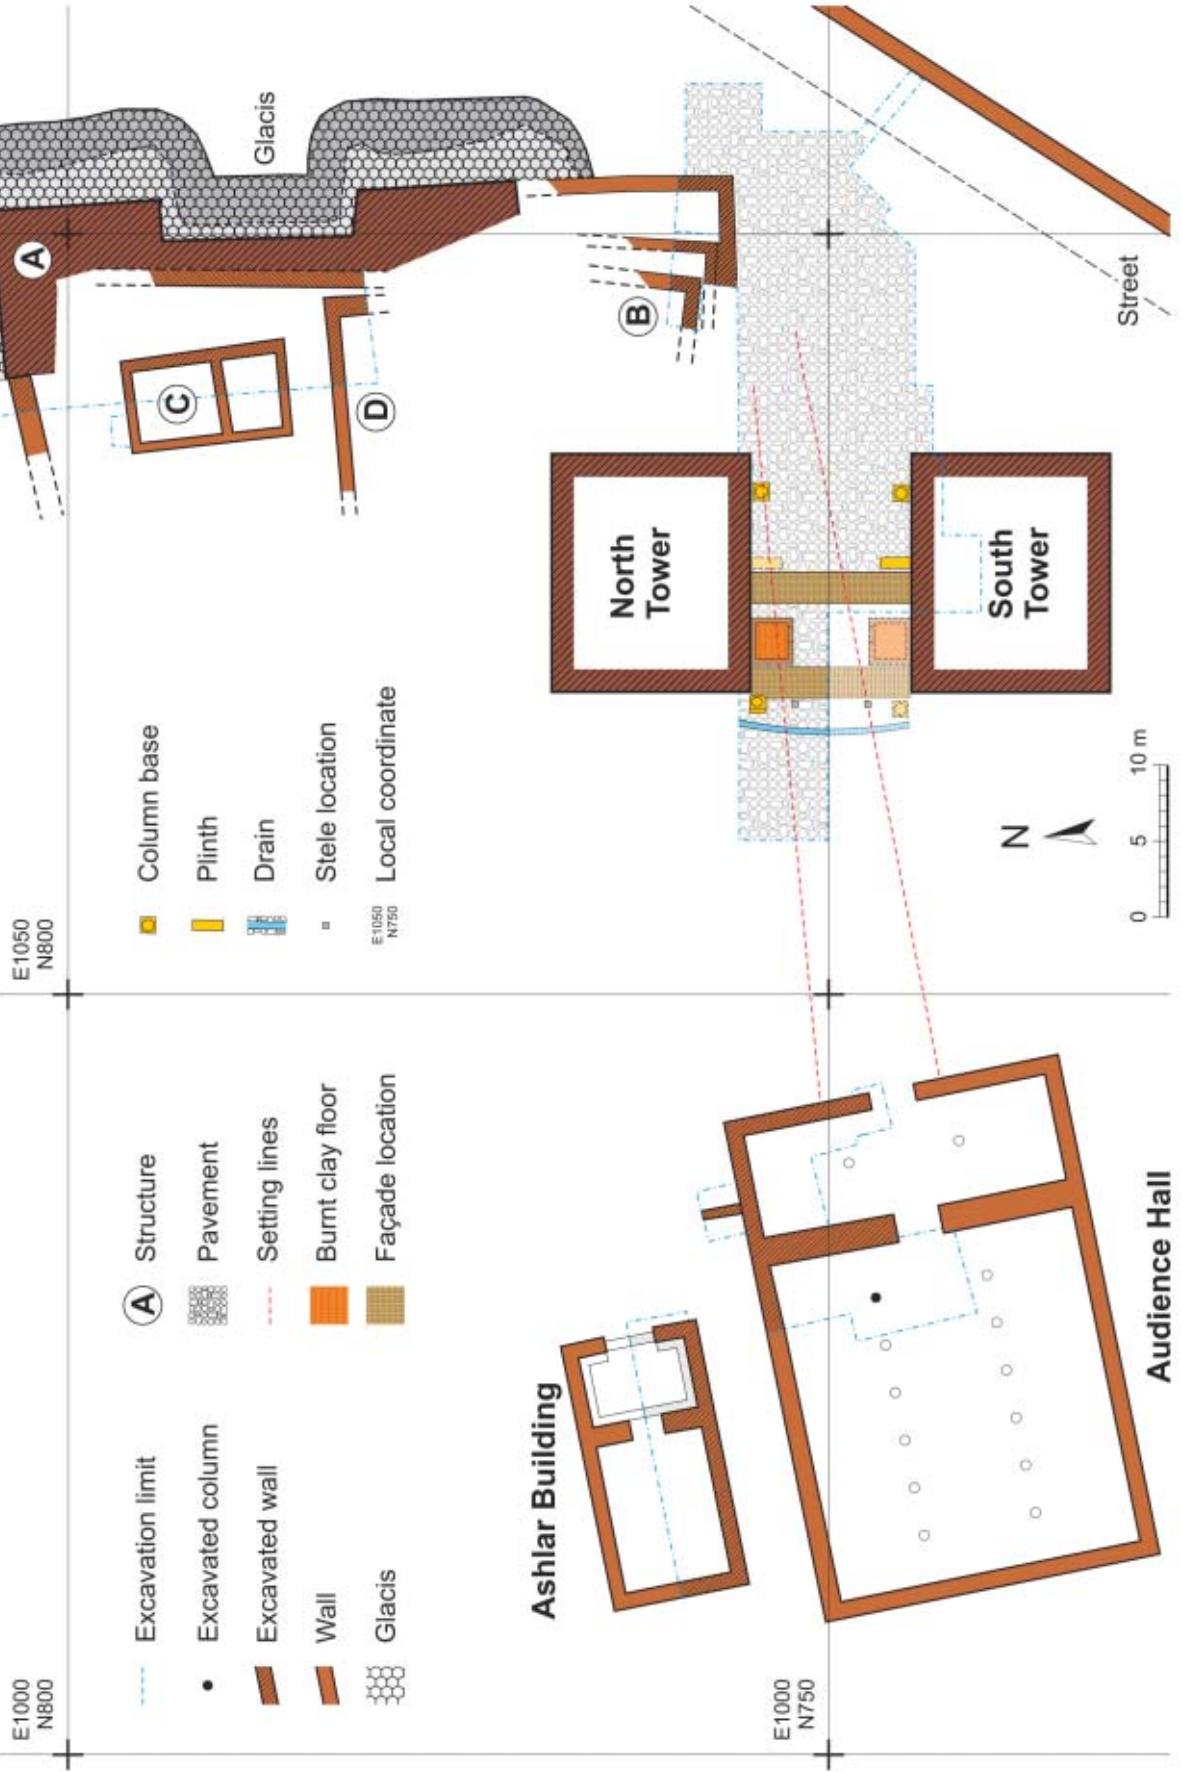 E1000
N800
E1050
N800
Excavation limit
Excavated column
Excavated wall
Wall
Glacis
A
Structure
Pavement
Setting lines
Burnt clay floor
Façade location
Column base
Plinth
Drain
Stele location
E1050
N750
Local coordinate
A
Glacis
C
D
B
North
Tower
South
Tower
Street
Ashlar Building
E1000
N750
Audience Hall
N
0
5
10 m